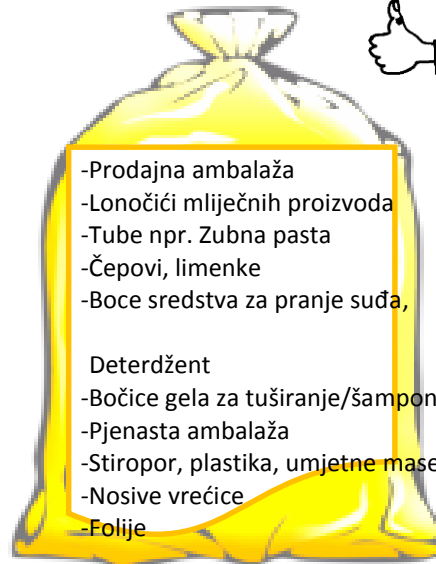 -Prodajna ambalaža
-Lonočići mliječnih proizvoda
-Tube npr. Zubna pasta
-Čepovi, limenke
-Boce sredstva za pranje suđa,
Deterdžent
-Bočice gela za tuširanje/šampon
-Pjenasta ambalaža
-Stiropor, plastika, umjetne mase
-Nosive vrećice
-Folije